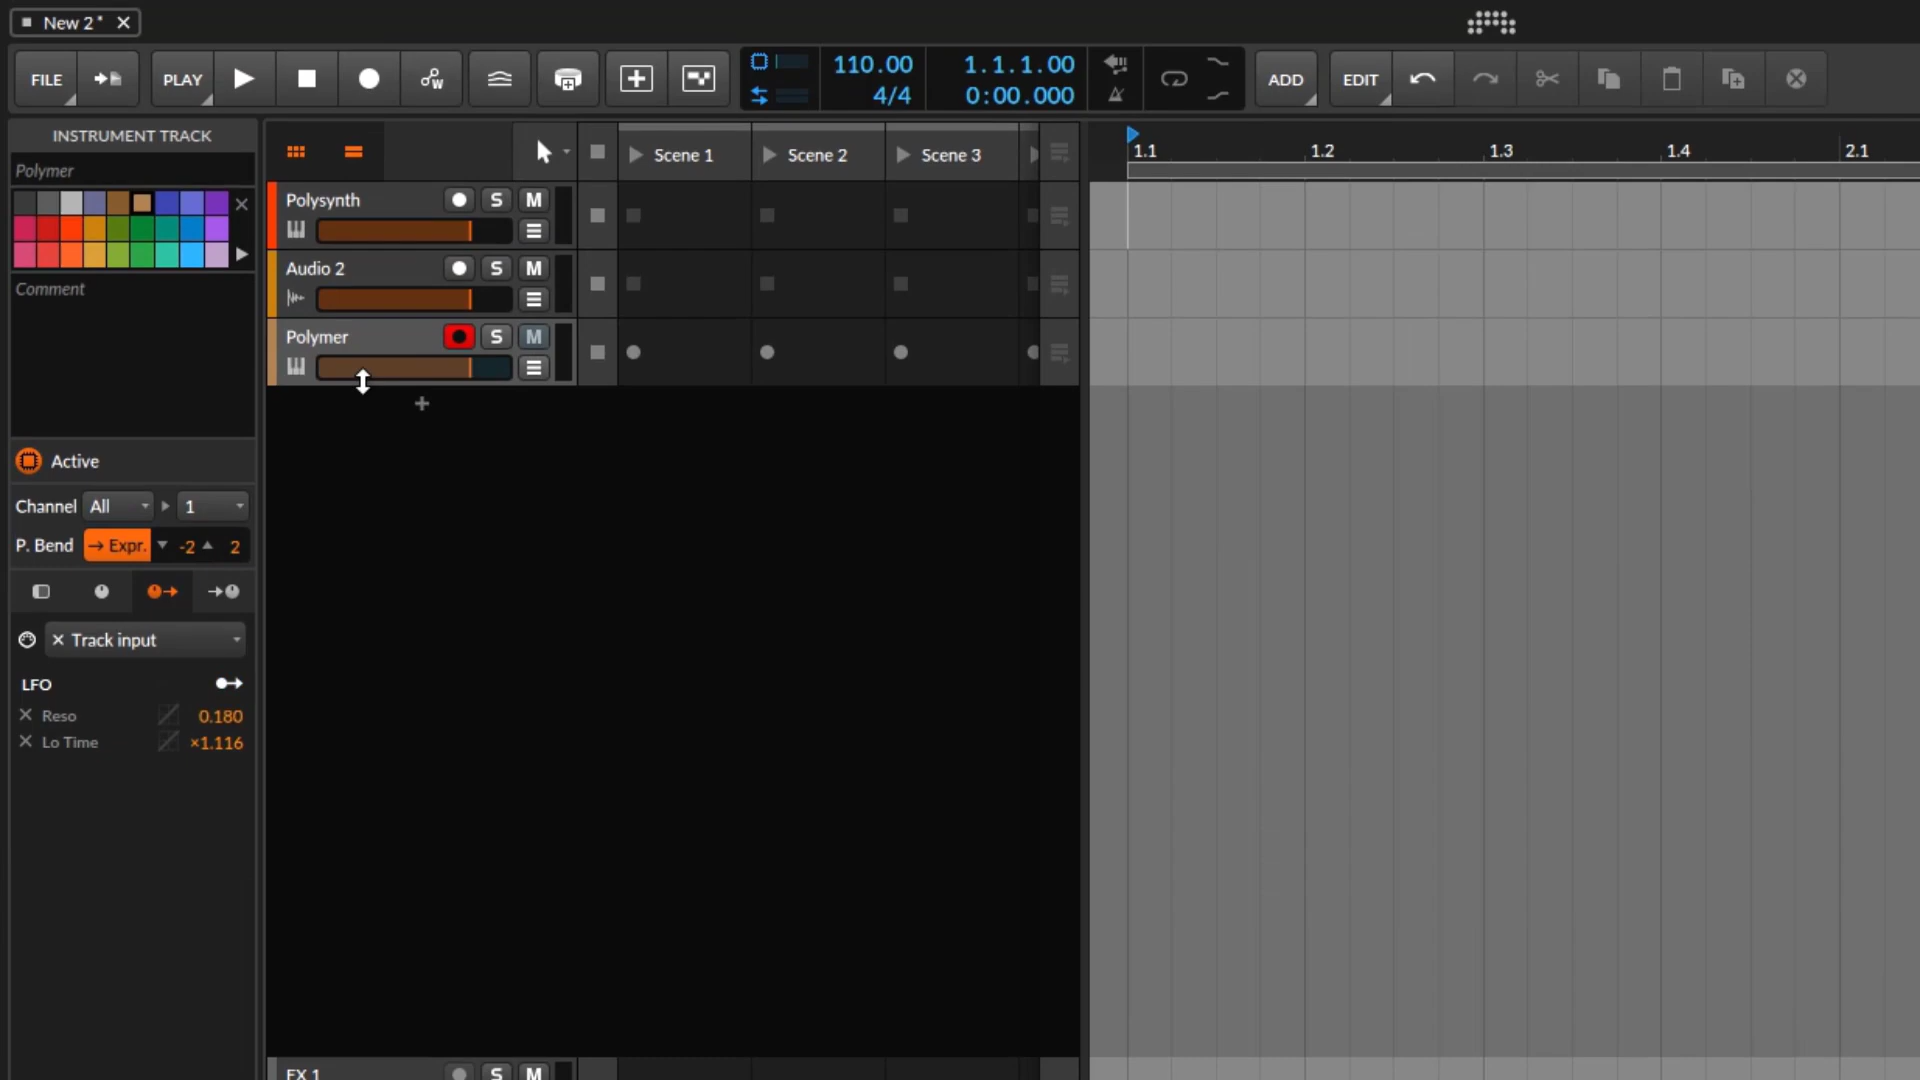 New 2*
FILE PLAY 110.00 4/4 1.1.1.00 0:00.000 ADD EDIT
INSTRUMENT TRACK
Polymer
Comment
Active
Channel All 1
P. Bend Expr. -2 2
× Track input
LFO
Reso 0.180
Lo Time ×1.116
Scene 1 Scene 2 Scene 3
Polysynth S M
Audio 2 S M
Polymer S M
+
FX 1 S M
1.1 1.2 1.3 1.4 2.1